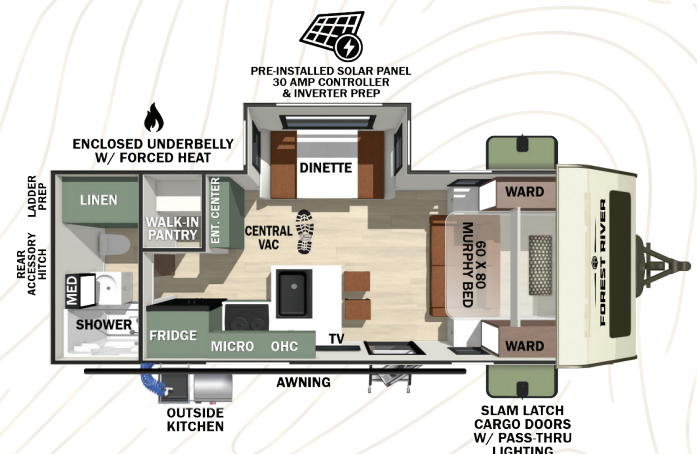 PRE-INSTALLED SOLAR PANEL
30 AMP CONTROLLER
& INVERTER PREP
ENCLOSED UNDERBELLY
W/ FORCED HEAT
DINETTE
LADDER
PREP
LINEN
WALK-IN
PANTRY
ENT. CENTER
CENTRAL
VAC
WARD
60 X 80
MURPHY BED
FOREST RIVER
REAR
ACCESSORY
HITCH
MED
SHOWER
FRIDGE
MICRO
OHC
TV
WARD
AWNING
OUTSIDE
KITCHEN
SLAM LATCH
CARGO DOORS
W/ PASS-THRU
LIGHTING